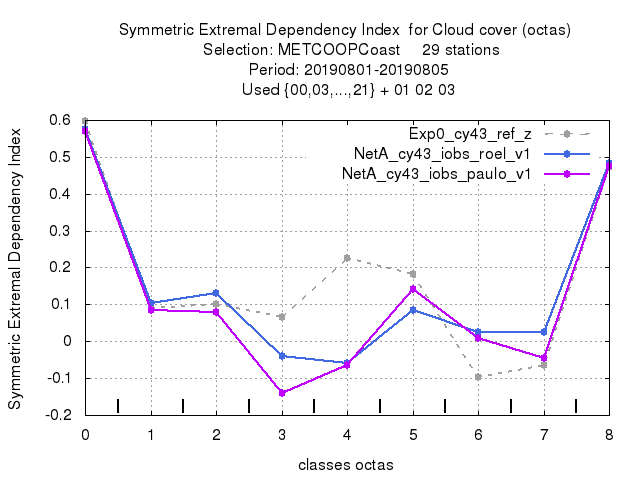 Symmetric Extremal Dependency Index  for Cloud cover (octas)
Selection: METCOOPCoast     29 stations
Period: 20190801-20190805
Used {00,03,...,21} + 01 02 03
Exp0_cy43_ref_z
NetA_cy43_iobs_roel_v1
NetA_cy43_iobs_paulo_v1
Symmetric Extremal Dependency Index
0.6
0.5
0.4
0.3
0.2
0.1
0
-0.1
-0.2
0 1 2 3 4 5 6 7 8
classes octas